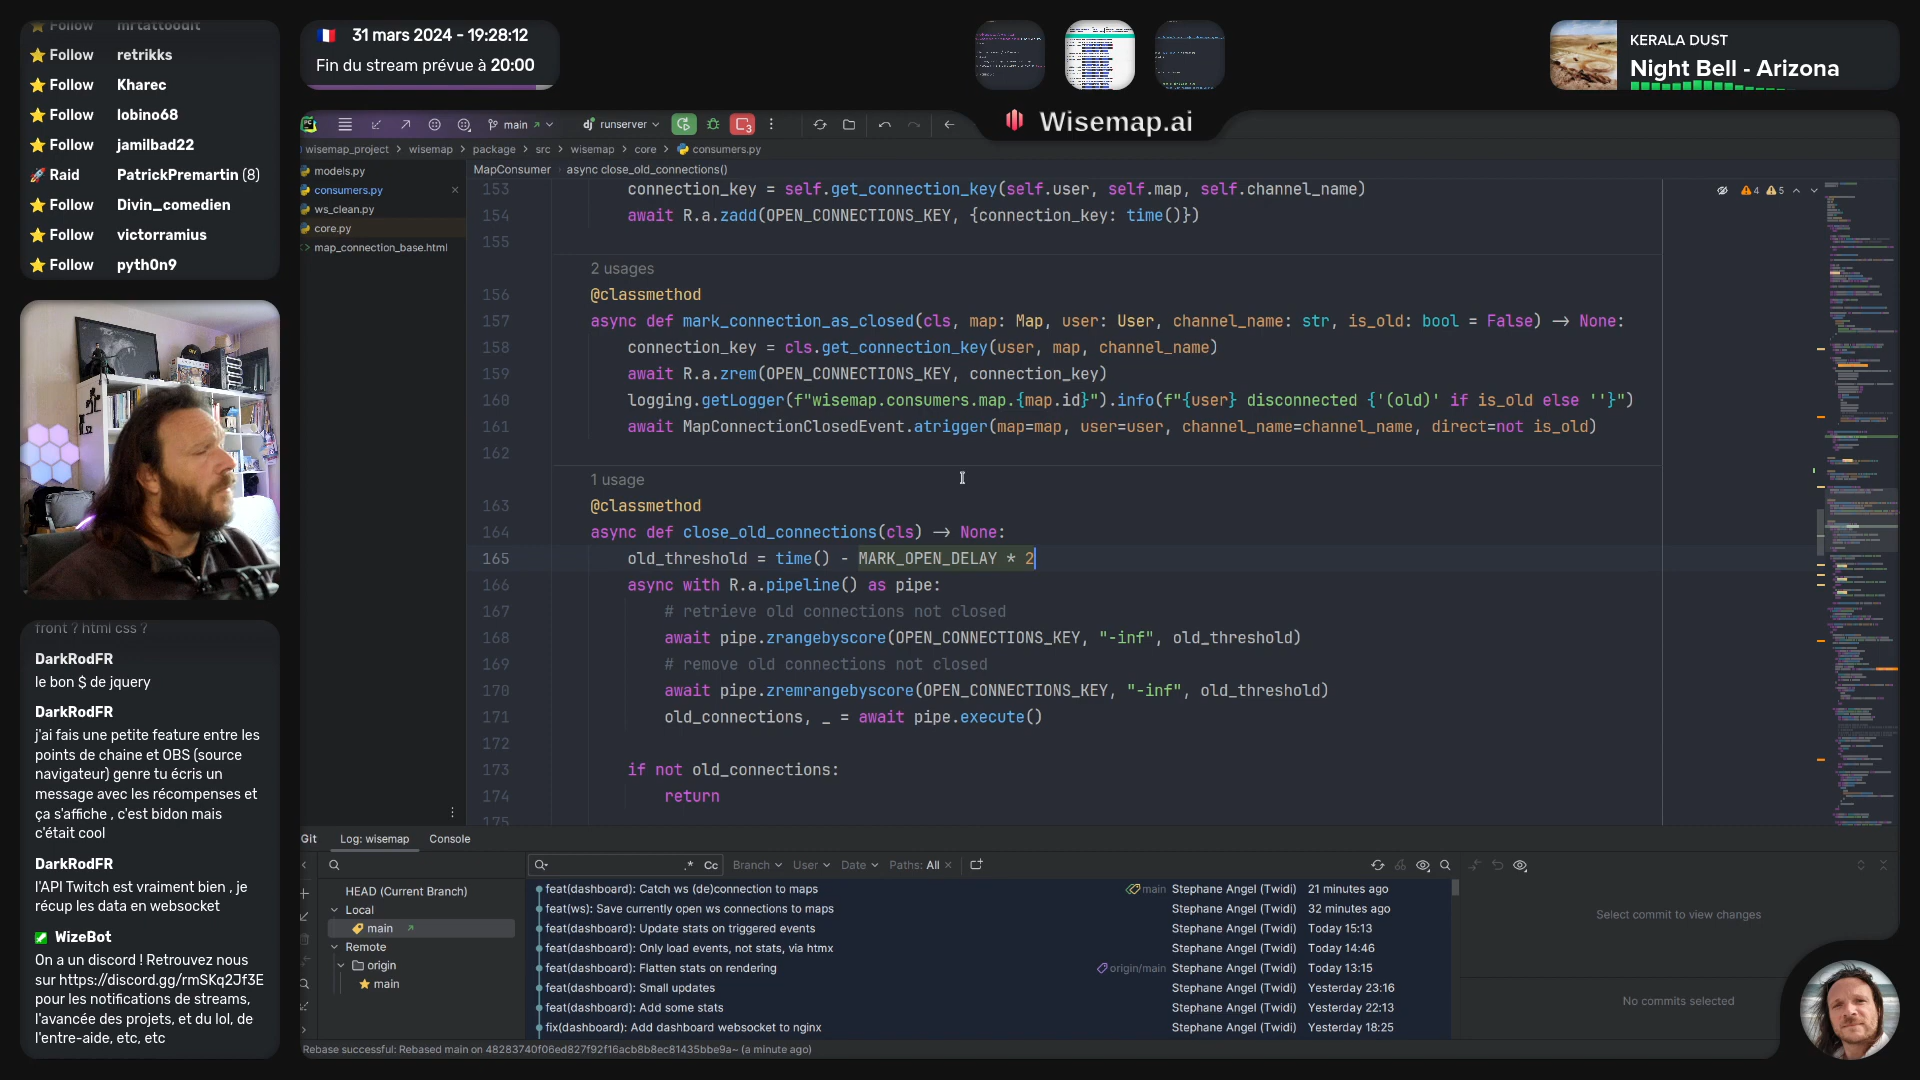 Follow mrtattoodit
Follow retrikks
Follow Kharec
Follow lobino68
Follow jamilbad22
Raid PatrickPremartin (8)
Follow Divin_comedien
Follow victorramius
Follow pyth0n9
31 mars 2024 - 19:28:12
Fin du stream prévue à 20:00
KERALA DUST
Night Bell - Arizona
Wisemap.ai
main
runserver
3
wisemap_project > wisemap > package > src > wisemap > core > consumers.py
models.py
consumers.py
ws_clean.py
core.py
map_connection_base.html
MapConsumer async close_old_connections()
4 5
153 connection_key = self.get_connection_key(self.user, self.map, self.channel_name)
154 await R.a.zadd(OPEN_CONNECTIONS_KEY, {connection_key: time()})
155
2 usages
156 @classmethod
157 async def mark_connection_as_closed(cls, map: Map, user: User, channel_name: str, is_old: bool = False) → None:
158 connection_key = cls.get_connection_key(user, map, channel_name)
159 await R.a.zrem(OPEN_CONNECTIONS_KEY, connection_key)
160 logging.getLogger(f"wisemap.consumers.map.{map.id}").info(f"{user} disconnected {'(old)' if is_old else ''}")
161 await MapConnectionClosedEvent.atrigger(map=map, user=user, channel_name=channel_name, direct=not is_old)
162
1 usage
163 @classmethod
164 async def close_old_connections(cls) → None:
165 old_threshold = time() - MARK_OPEN_DELAY * 2
166 async with R.a.pipeline() as pipe:
167 # retrieve old connections not closed
168 await pipe.zrangebyscore(OPEN_CONNECTIONS_KEY, "-inf", old_threshold)
169 # remove old connections not closed
170 await pipe.zremrangebyscore(OPEN_CONNECTIONS_KEY, "-inf", old_threshold)
171 old_connections, _ = await pipe.execute()
172
173 if not old_connections:
174 return
175
front ? html css ?
DarkRodFR
le bon $ de jquery
DarkRodFR
j'ai fais une petite feature entre les
points de chaine et OBS (source
navigateur) genre tu écris un
message avec les récompenses et
ça s'affiche , c'est bidon mais
c'était cool
DarkRodFR
l'API Twitch est vraiment bien , je
récup les data en websocket
WizeBot
On a un discord ! Retrouvez nous
sur https://discord.gg/rmSKq2Jf3E
pour les notifications de streams,
l'avancée des projets, et du lol, de
l'entre-aide, etc, etc
Git Log: wisemap Console
.* Cc Branch User Date Paths: All
HEAD (Current Branch)
Local
main
Remote
origin
main
feat(dashboard): Catch ws (de)connection to maps main Stephane Angel (Twidi) 21 minutes ago
feat(ws): Save currently open ws connections to maps Stephane Angel (Twidi) 32 minutes ago
feat(dashboard): Update stats on triggered events Stephane Angel (Twidi) Today 15:13
feat(dashboard): Only load events, not stats, via htmx Stephane Angel (Twidi) Today 14:46
feat(dashboard): Flatten stats on rendering origin/main Stephane Angel (Twidi) Today 13:15
feat(dashboard): Small updates Stephane Angel (Twidi) Yesterday 23:16
feat(dashboard): Add some stats Stephane Angel (Twidi) Yesterday 22:13
fix(dashboard): Add dashboard websocket to nginx Stephane Angel (Twidi) Yesterday 18:25
Select commit to view changes
No commits selected
Rebase successful: Rebased main on 48283740f06ed827f92f16acb8b8ec81435bbe9a~ (a minute ago)